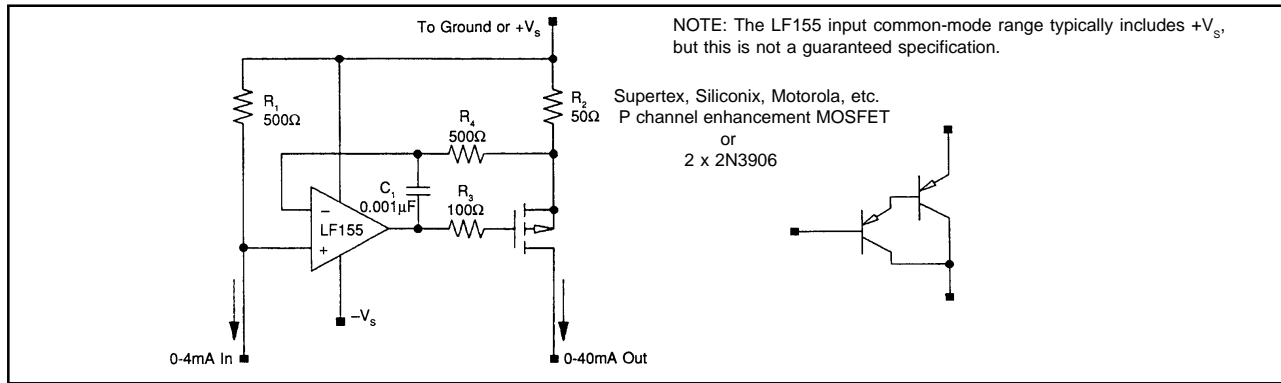 To Ground or +Vs
NOTE: The LF155 input common-mode range typically includes +Vs,
but this is not a guaranteed specification.
R1
500Ω
R2
50Ω
Supertex, Siliconix, Motorola, etc.
P channel enhancement MOSFET
or
2 x 2N3906
R4
500Ω
C1
0.001µF
R3
100Ω
–
LF155
+
–Vs
0-4mA In
0-40mA Out